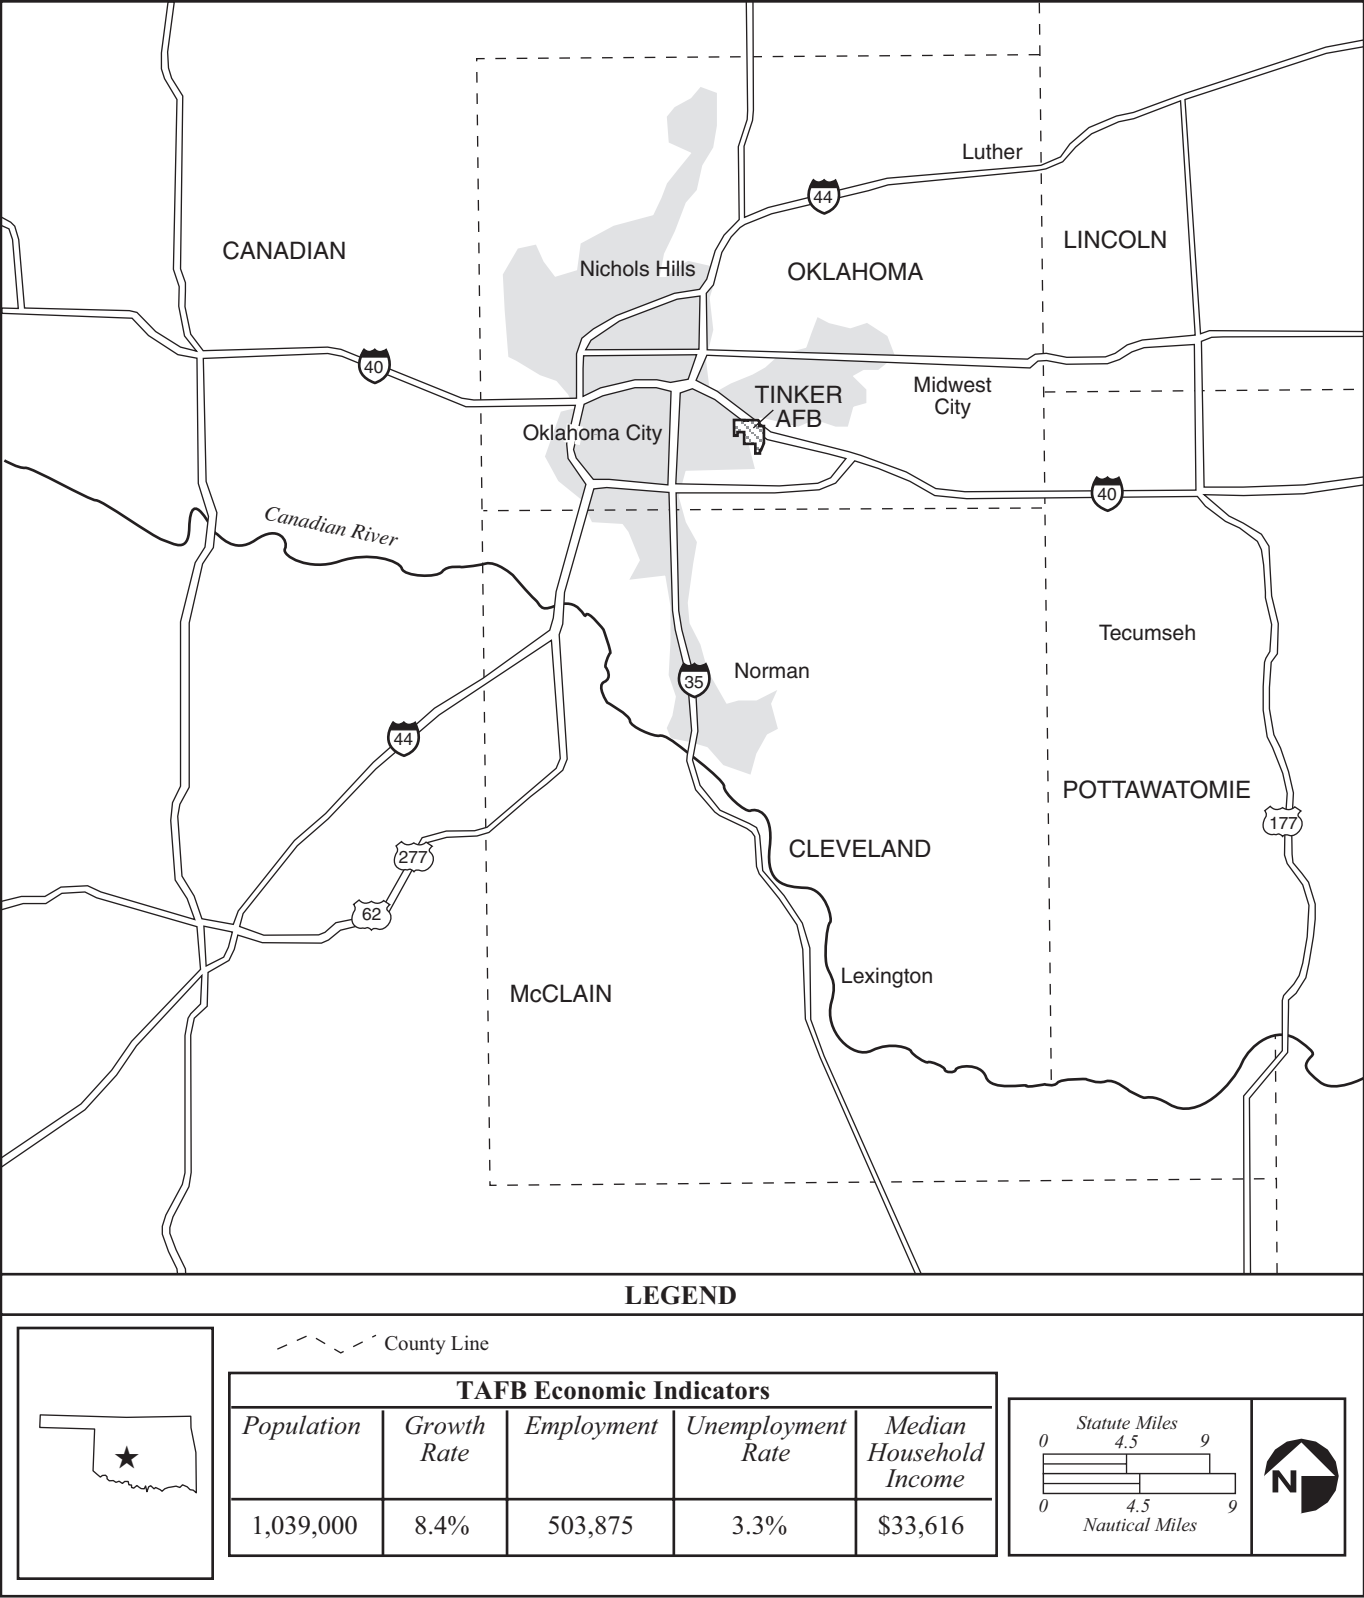 Luther
44
CANADIAN
LINCOLN
Nichols Hills
OKLAHOMA
40
TINKER
AFB
Midwest
City
Oklahoma City
40
Canadian River
Tecumseh
Norman
35
44
POTTAWATOMIE
177
CLEVELAND
277
62
Lexington
McCLAIN
LEGEND
County Line
TAFB Economic Indicators
Population
Growth
Rate
Employment
Unemployment
Rate
Median
Household
Income
1,039,000
8.4%
503,875
3.3%
$33,616
Statute Miles
0 4.5 9
0 4.5 9
Nautical Miles
N